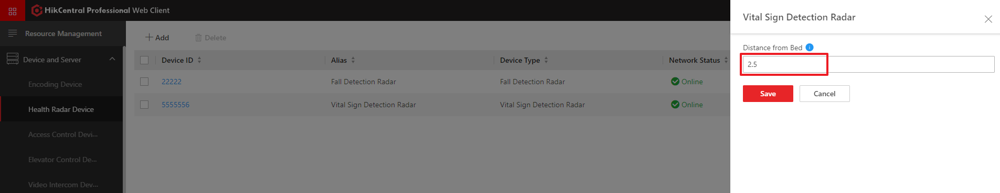 HikCentral Professional Web Client
Resource Management
Device and Server
Encoding Device
Health Radar Device
Access Control Devi...
Elevator Control De...
Video Intercom Dev...
Add Delete
Device ID Alias Device Type Network Status
22222 Fall Detection Radar Fall Detection Radar Online
5555556 Vital Sign Detection Radar Vital Sign Detection Radar Online
Vital Sign Detection Radar
Distance from Bed
2.5
Save Cancel